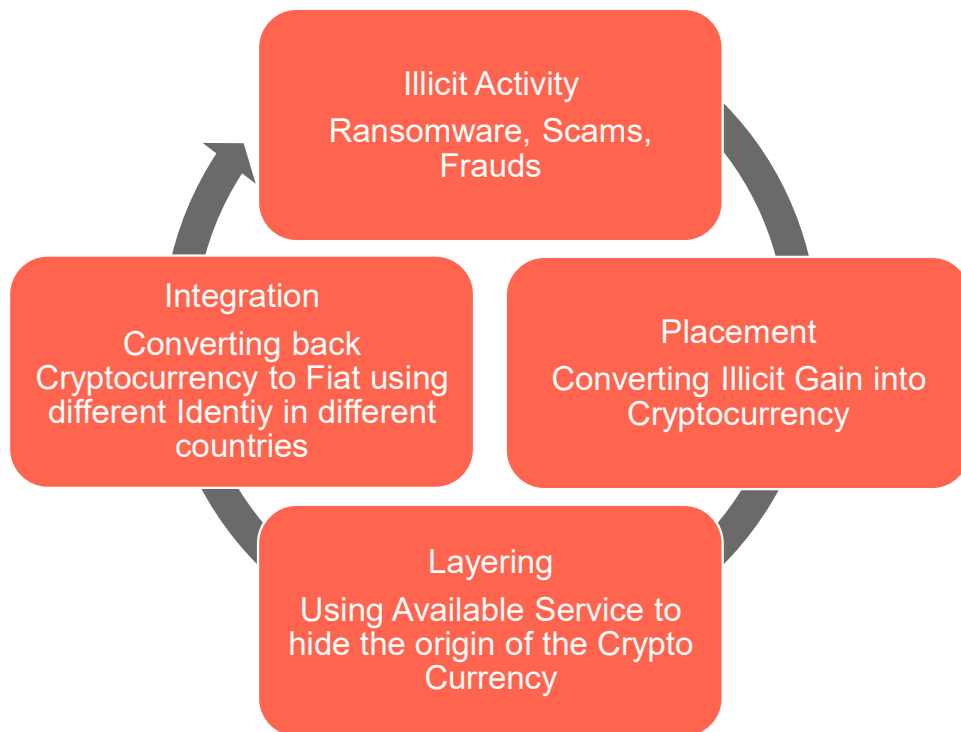 Illicit Activity
Ransomware, Scams,
Frauds
Placement
Converting Illicit Gain into
Cryptocurrency
Layering
Using Available Service to
hide the origin of the Crypto
Currency
Integration
Converting back
Cryptocurrency to Fiat using
different Identiy in different
countries